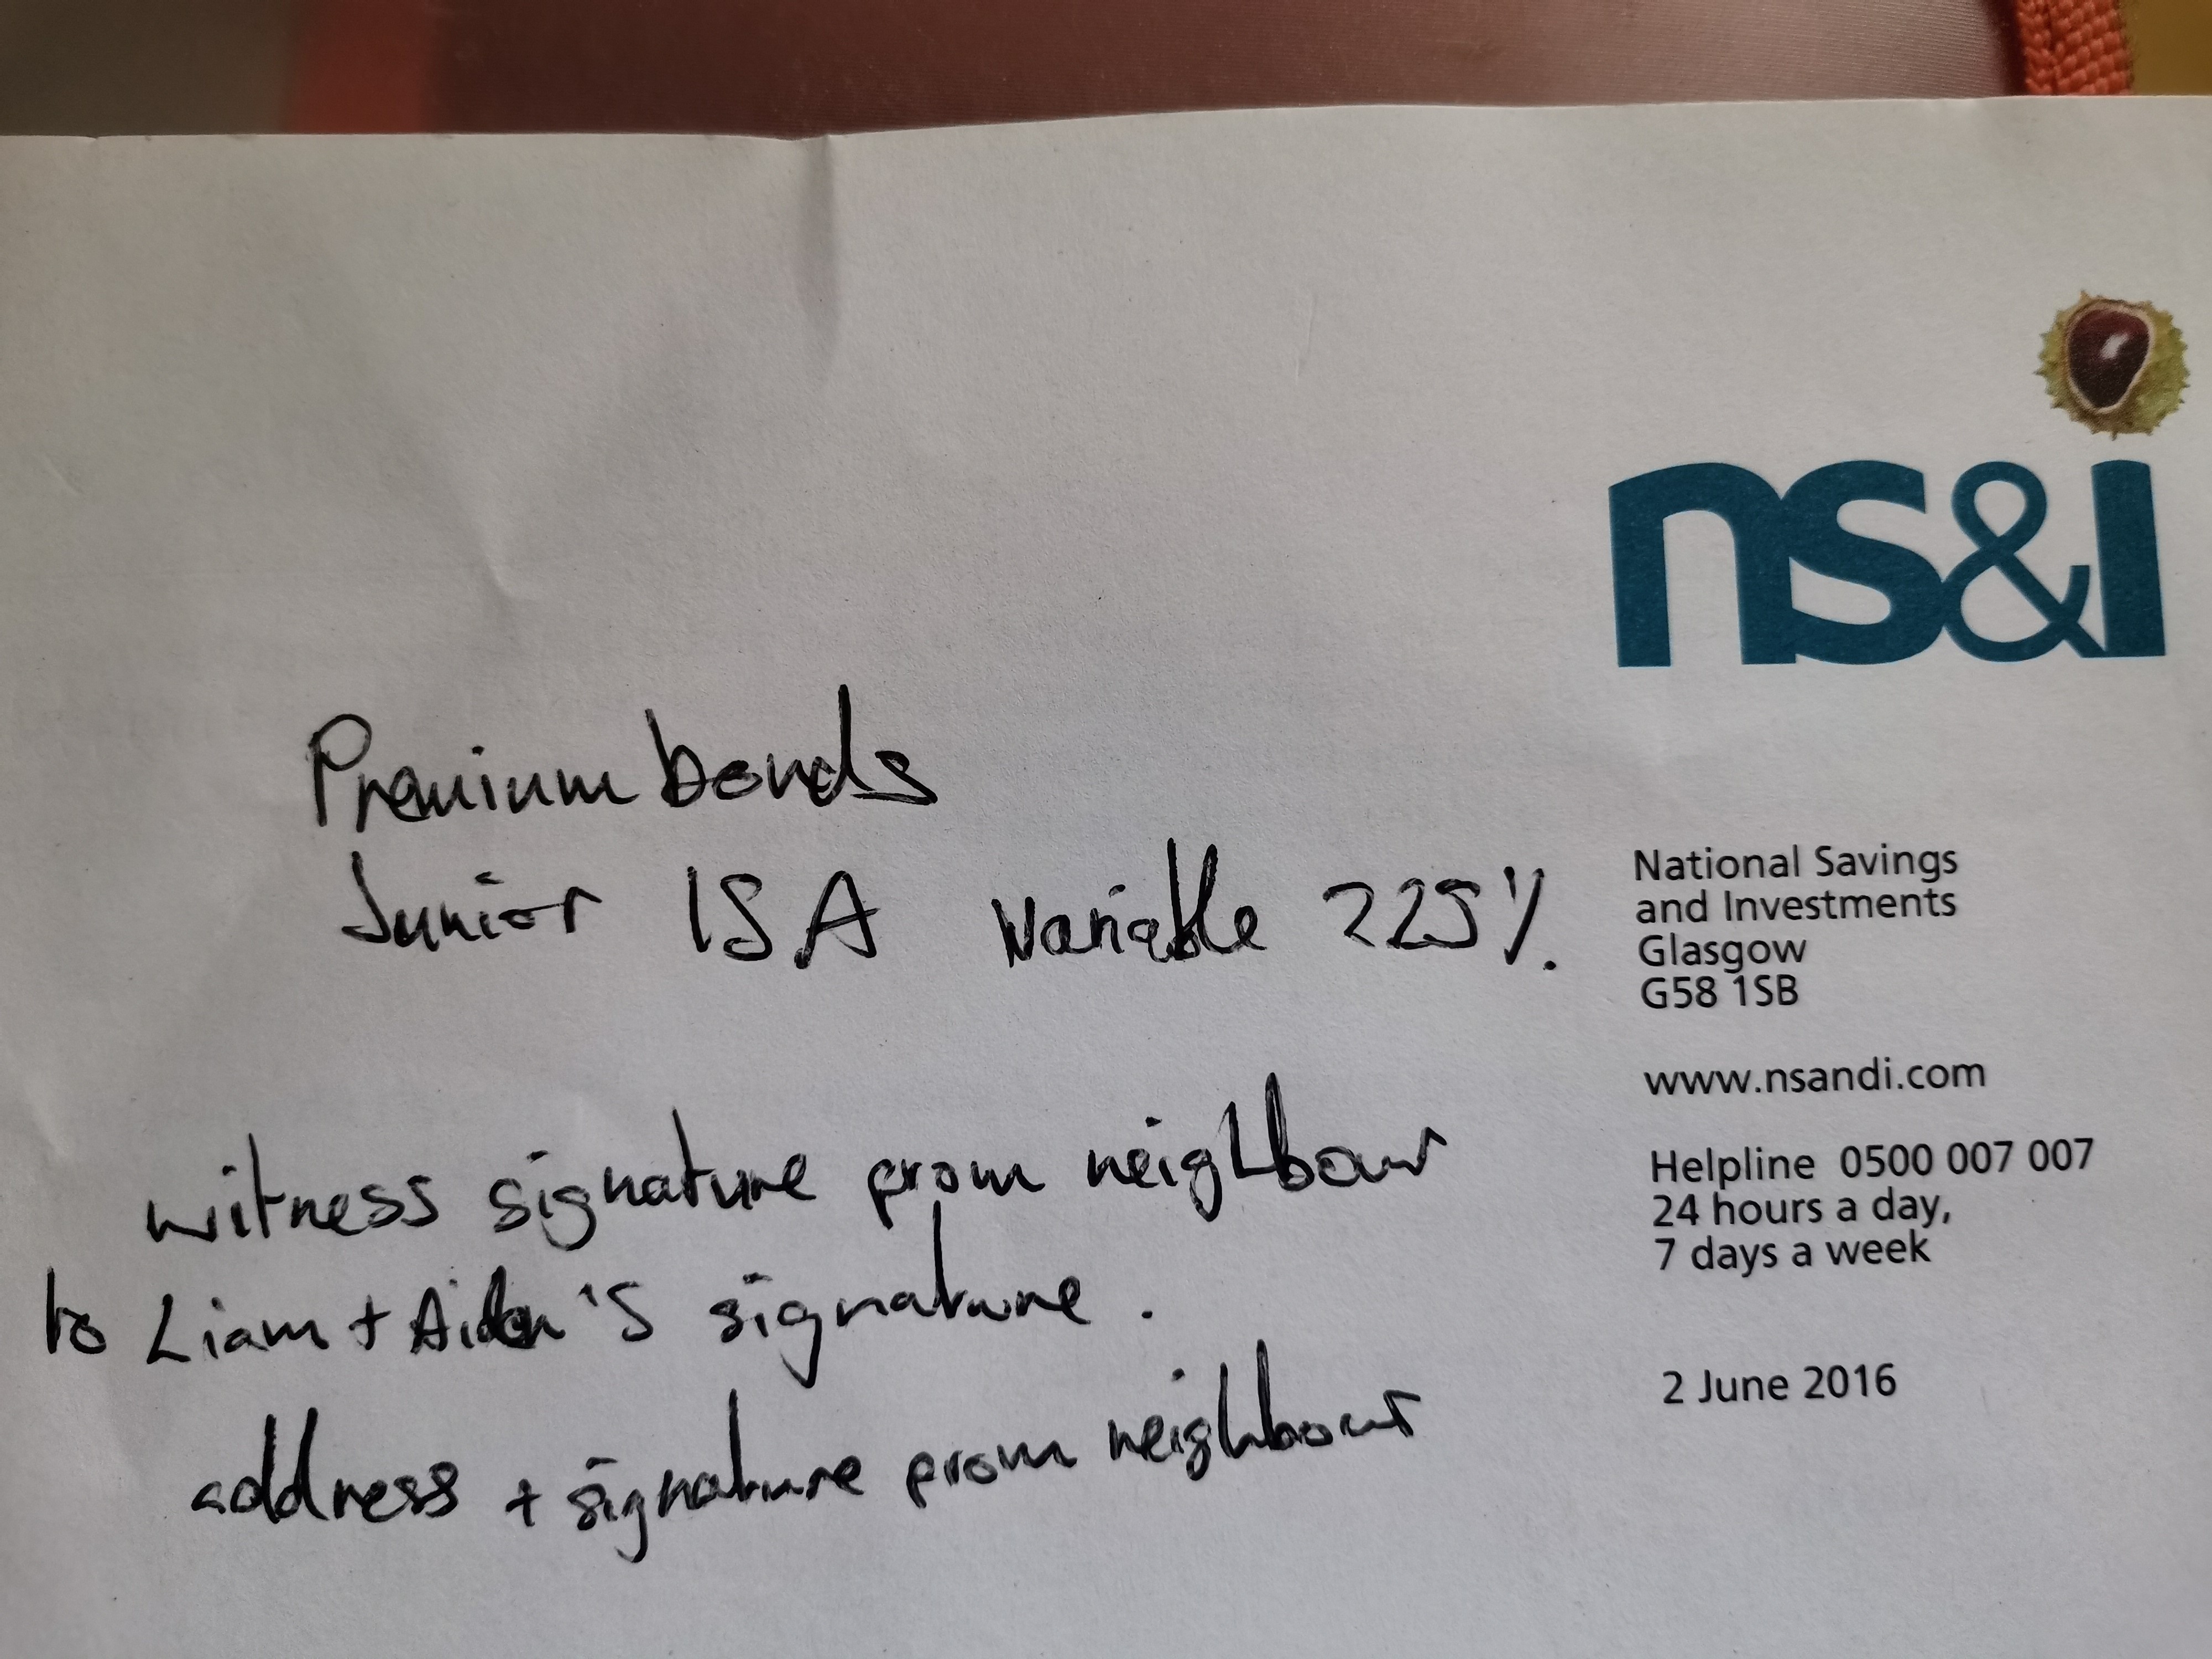 ns&i
Premium bonds
Junior ISA variable 225%
National Savings
and Investments
Glasgow
G58 1SB
www.nsandi.com
Helpline 0500 007 007
24 hours a day,
7 days a week
witness signature from neighbour
to Liam + Aidan's signature.
2 June 2016
address + signature from neighbour